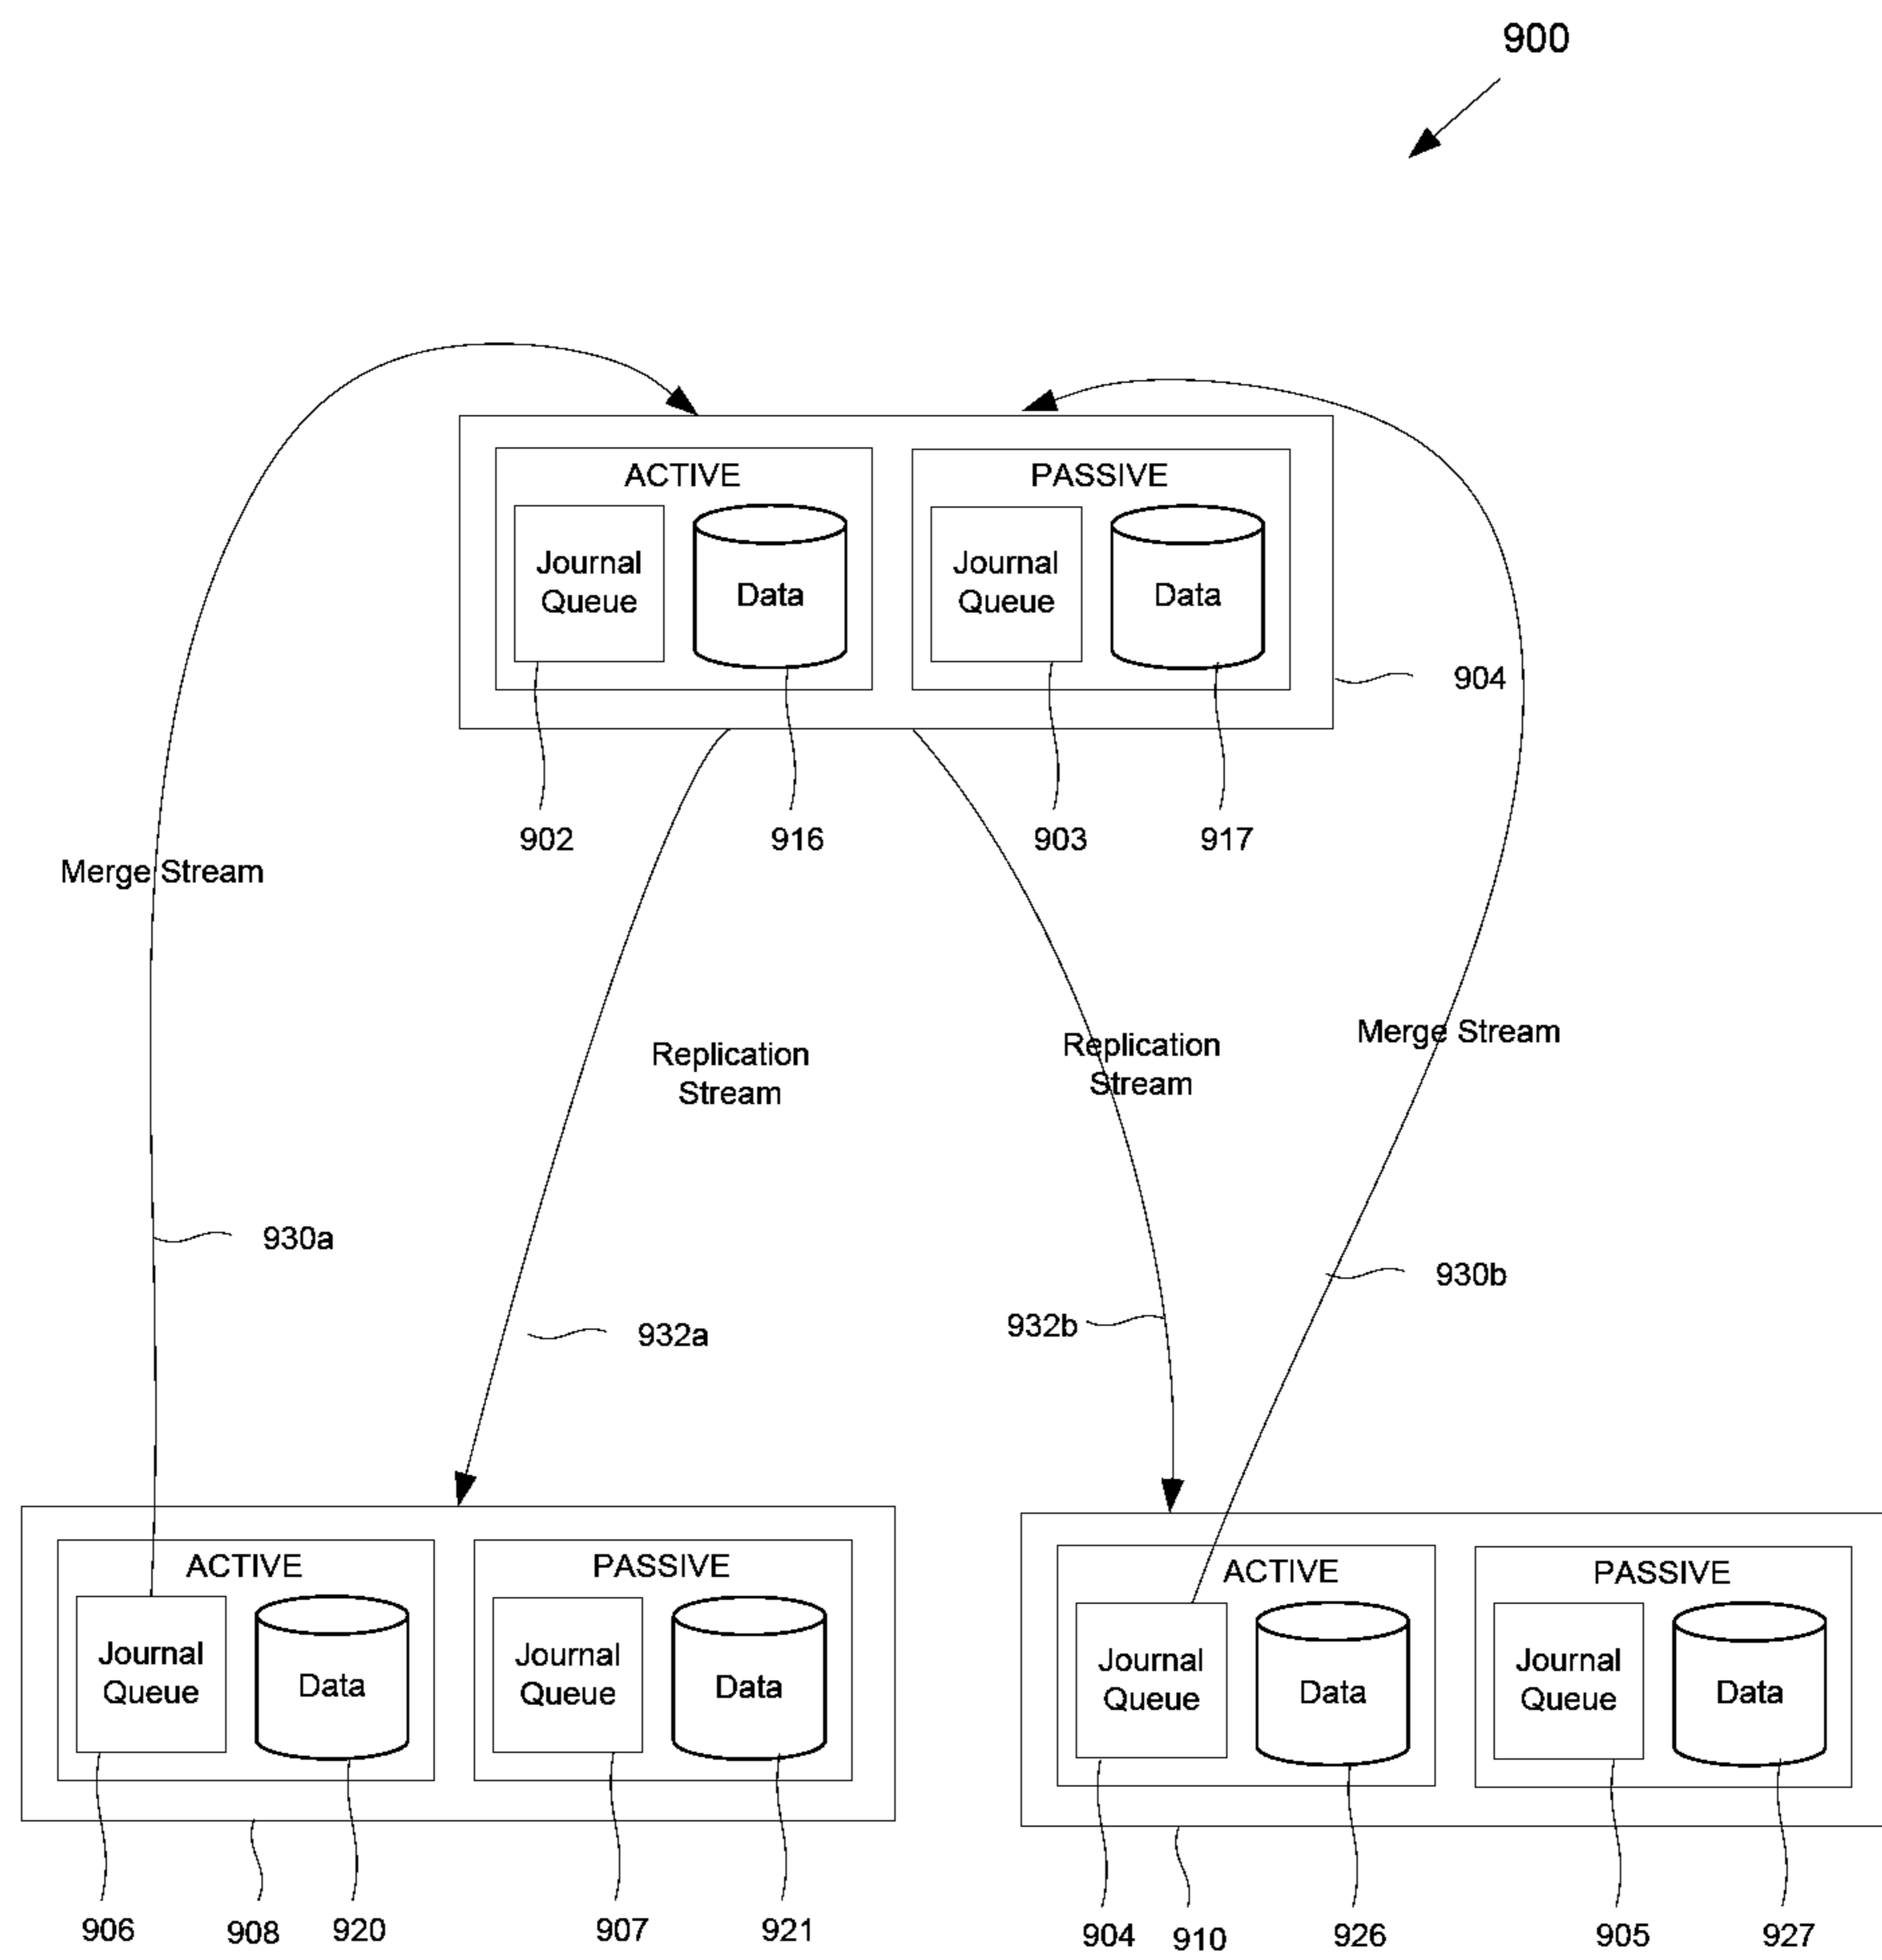 900
ACTIVE
PASSIVE
Journal
Queue
Data
Journal
Queue
Data
904
902
916
903
917
Merge Stream
Merge Stream
Replication
Stream
Replication
Stream
930a
930b
932a
932b
ACTIVE
PASSIVE
Journal
Queue
Data
Journal
Queue
Data
ACTIVE
PASSIVE
Journal
Queue
Data
Journal
Queue
Data
906
908
920
907
921
904
910
926
905
927